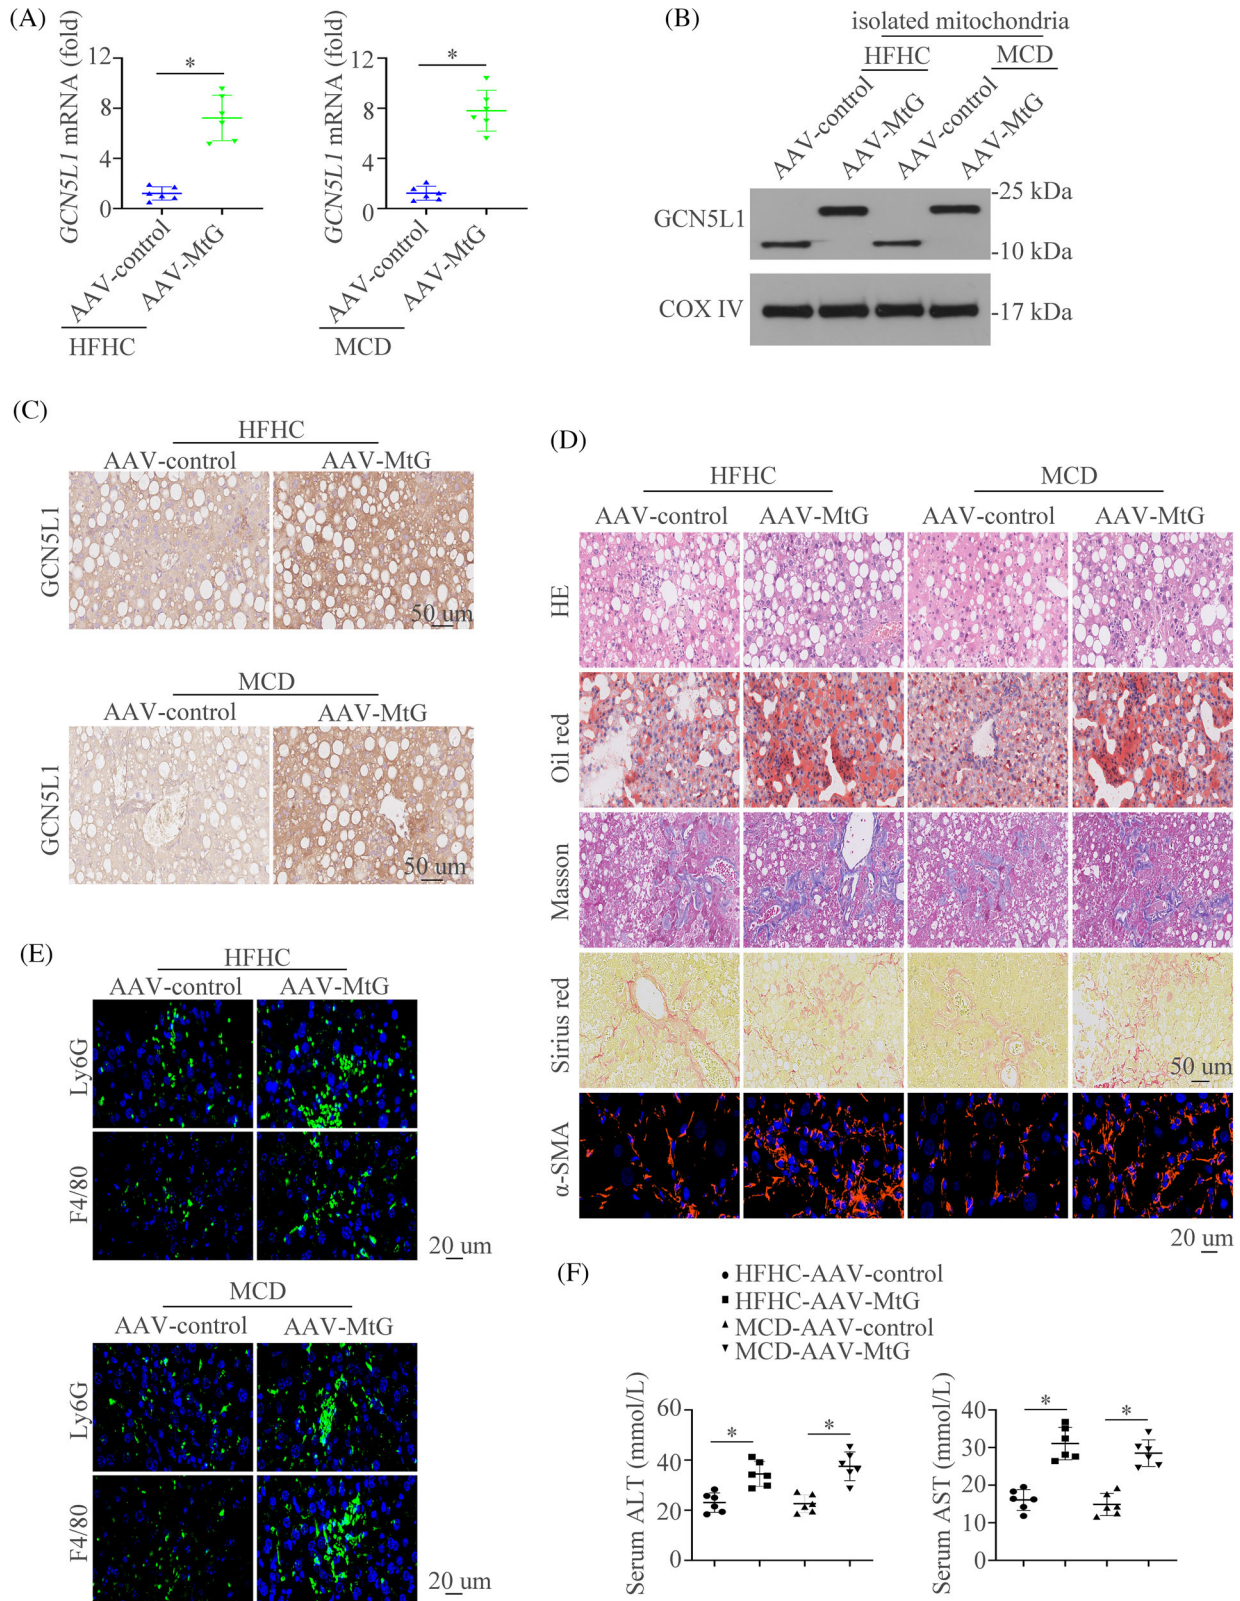 (A)
GCN5L1 mRNA (fold)
12
8
4
0
*
AAV-control
AAV-MtG
HFHC
GCN5L1 mRNA (fold)
12
8
4
0
*
AAV-control
AAV-MtG
MCD
(B)
isolated mitochondria
HFHC
MCD
AAV-control
AAV-MtG
AAV-control
AAV-MtG
GCN5L1
-25 kDa
-10 kDa
COX IV
-17 kDa
(C)
HFHC
AAV-control
AAV-MtG
GCN5L1
50 um
MCD
AAV-control
AAV-MtG
GCN5L1
50 um
(D)
HFHC
MCD
AAV-control
AAV-MtG
AAV-control
AAV-MtG
HE
Oil red
Masson
Sirius red
50 um
α-SMA
20 um
(E)
HFHC
AAV-control
AAV-MtG
Ly6G
F4/80
20 um
MCD
AAV-control
AAV-MtG
Ly6G
F4/80
20 um
(F)
HFHC-AAV-control
HFHC-AAV-MtG
MCD-AAV-control
MCD-AAV-MtG
Serum ALT (mmol/L)
60
40
20
0
*
*
Serum AST (mmol/L)
40
30
20
10
0
*
*